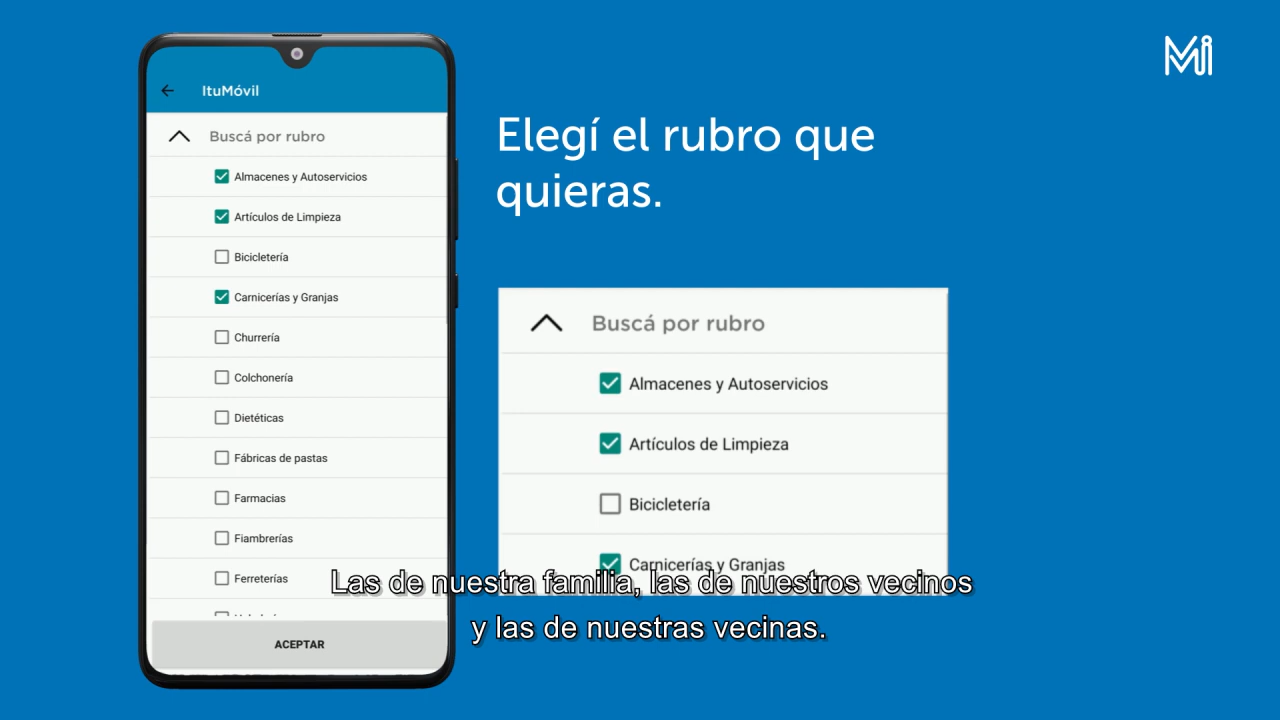 ItuMóvil
Buscá por rubro
Almacenes y Autoservicios
Artículos de Limpieza
Bicicletería
Carnicerías y Granjas
Churrería
Colchonería
Dietéticas
Fábricas de pastas
Farmacias
Fiambrerías
Ferreterías
ACEPTAR
Mi
Elegí el rubro que
quieras.
Buscá por rubro
Almacenes y Autoservicios
Artículos de Limpieza
Bicicletería
Carnicerías y Granjas
Las de nuestra familia, las de nuestros vecinos
y las de nuestras vecinas.